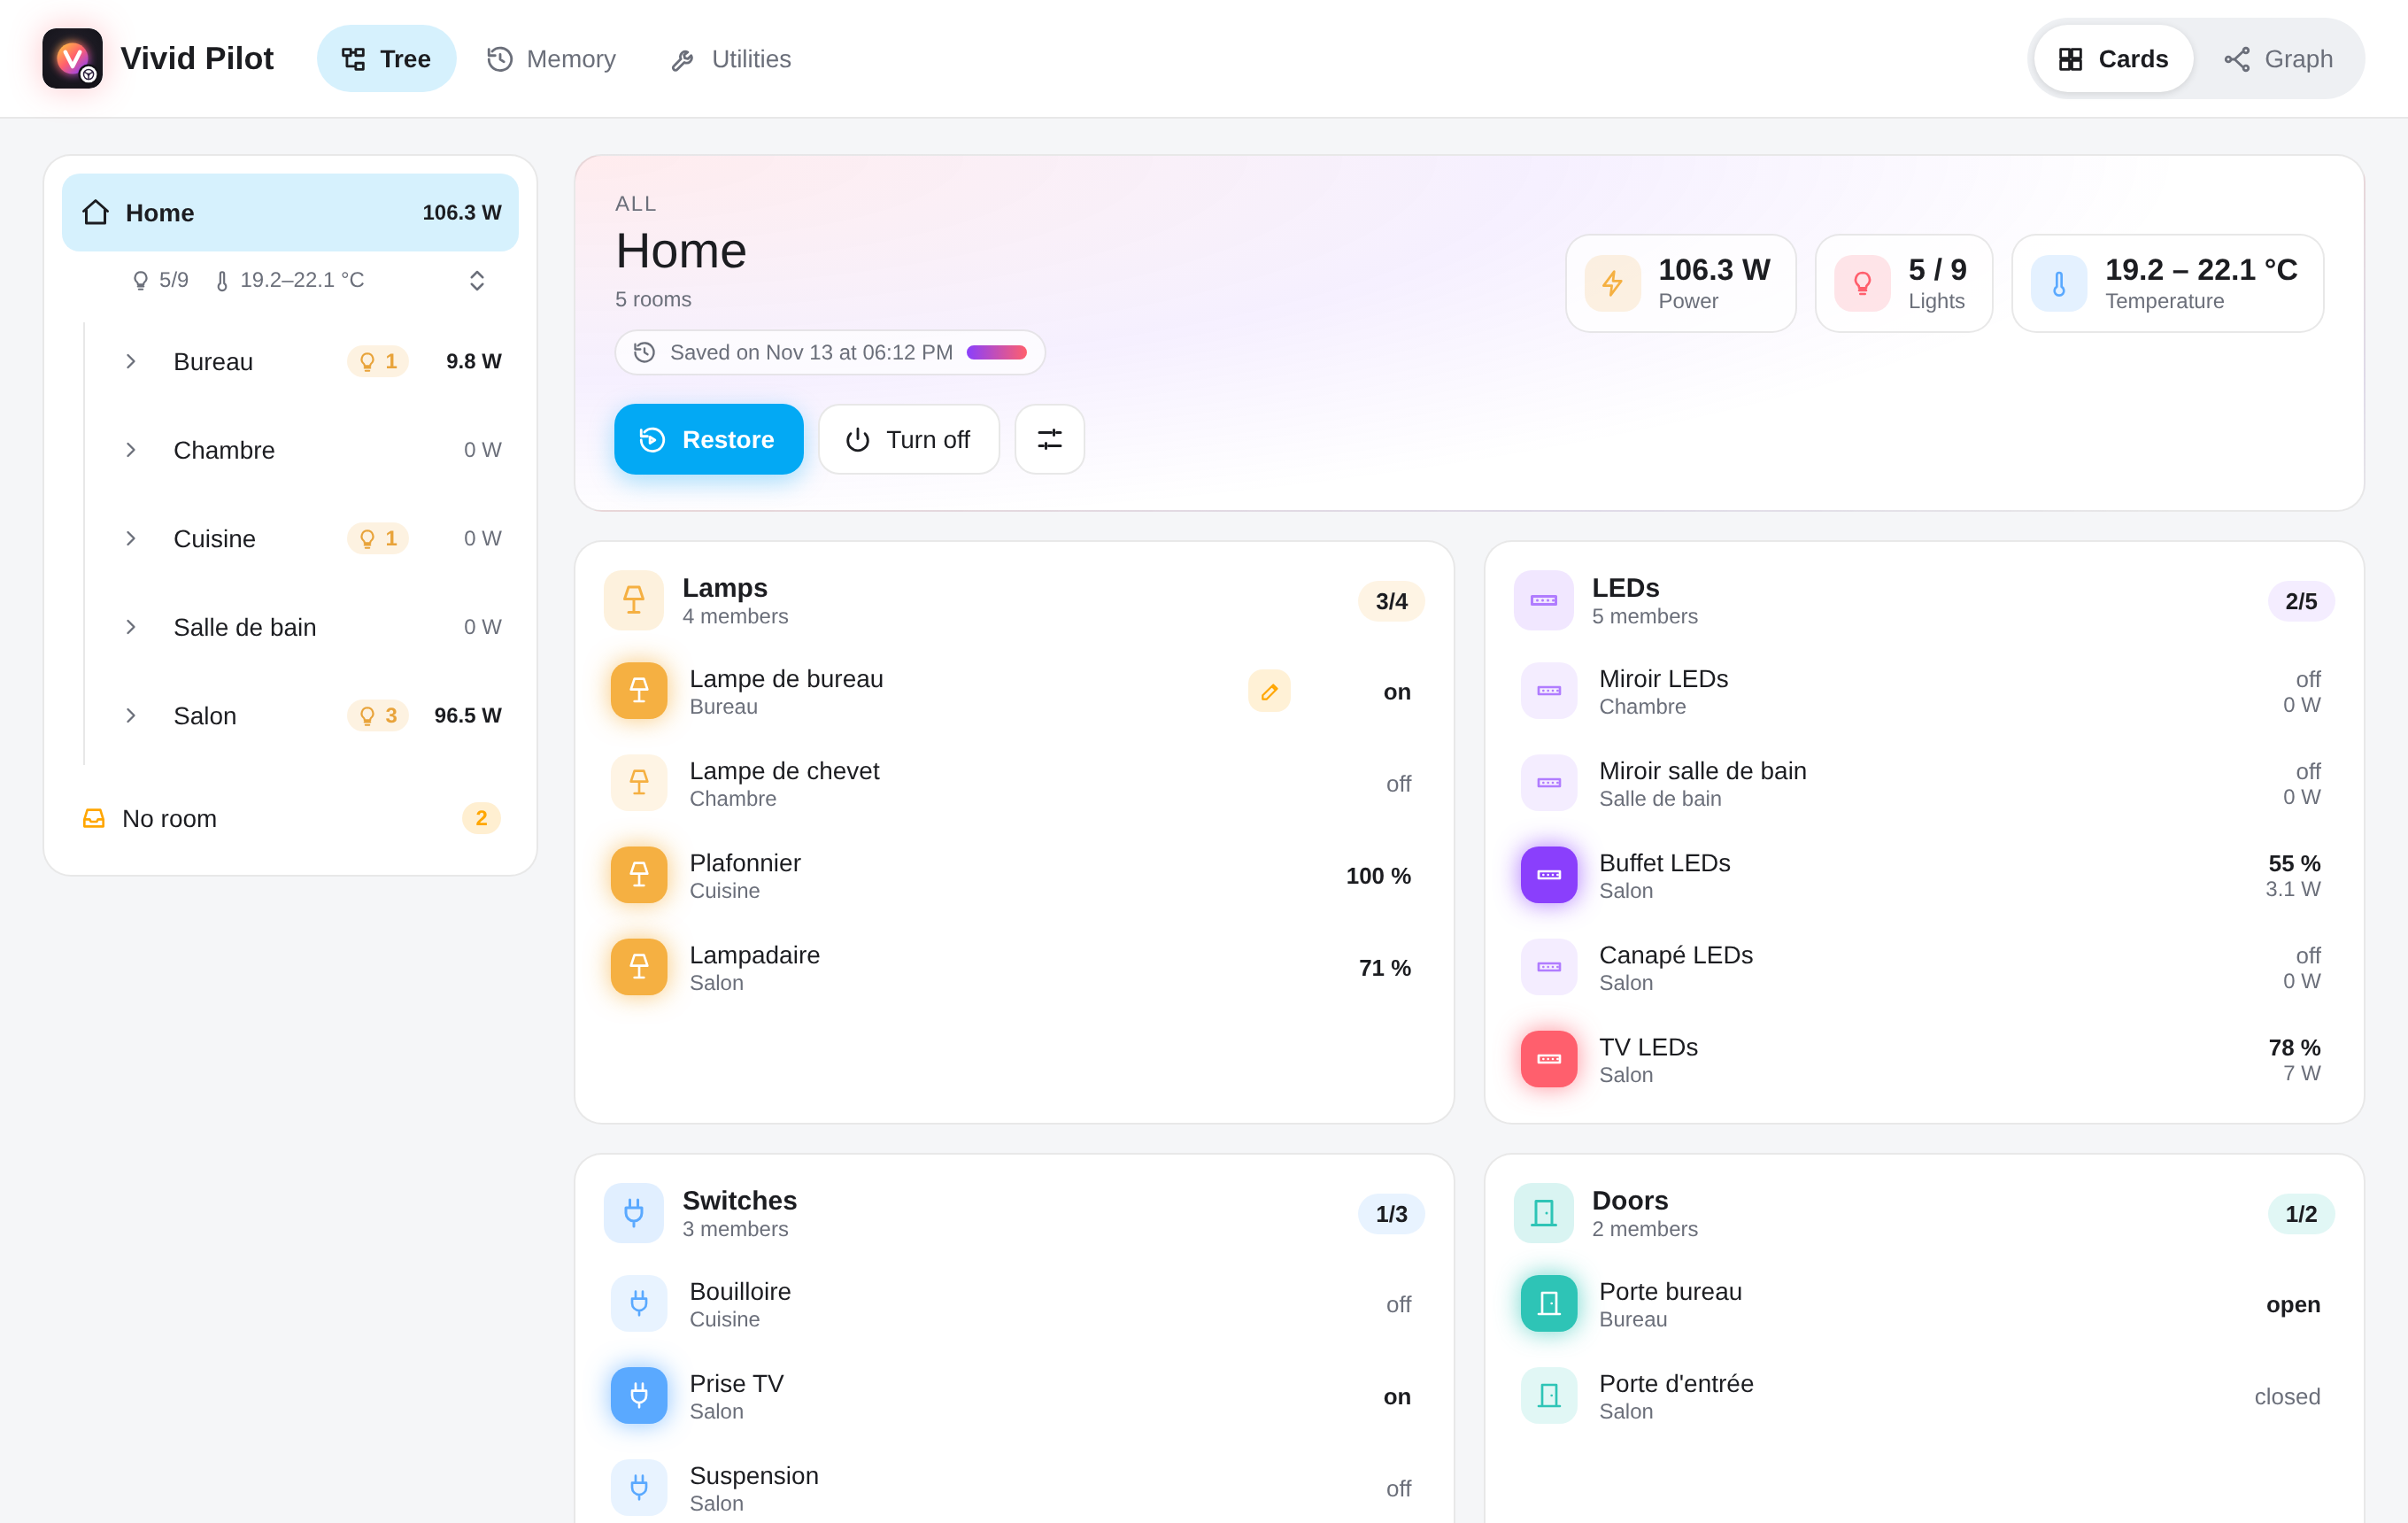 Vivid Pilot
Tree
Memory
Utilities
Cards
Graph
Home
106.3 W
5/9
19.2–22.1 °C
Bureau
1
9.8 W
Chambre
0 W
Cuisine
1
0 W
Salle de bain
0 W
Salon
3
96.5 W
No room
2
ALL
Home
5 rooms
Saved on Nov 13 at 06:12 PM
Restore
Turn off
106.3 W
Power
5 / 9
Lights
19.2 – 22.1 °C
Temperature
Lamps
4 members
3/4
Lampe de bureau
Bureau
on
Lampe de chevet
Chambre
off
Plafonnier
Cuisine
100 %
Lampadaire
Salon
71 %
LEDs
5 members
2/5
Miroir LEDs
Chambre
off
0 W
Miroir salle de bain
Salle de bain
off
0 W
Buffet LEDs
Salon
55 %
3.1 W
Canapé LEDs
Salon
off
0 W
TV LEDs
Salon
78 %
7 W
Switches
3 members
1/3
Bouilloire
Cuisine
off
Prise TV
Salon
on
Suspension
Salon
off
Doors
2 members
1/2
Porte bureau
Bureau
open
Porte d'entrée
Salon
closed